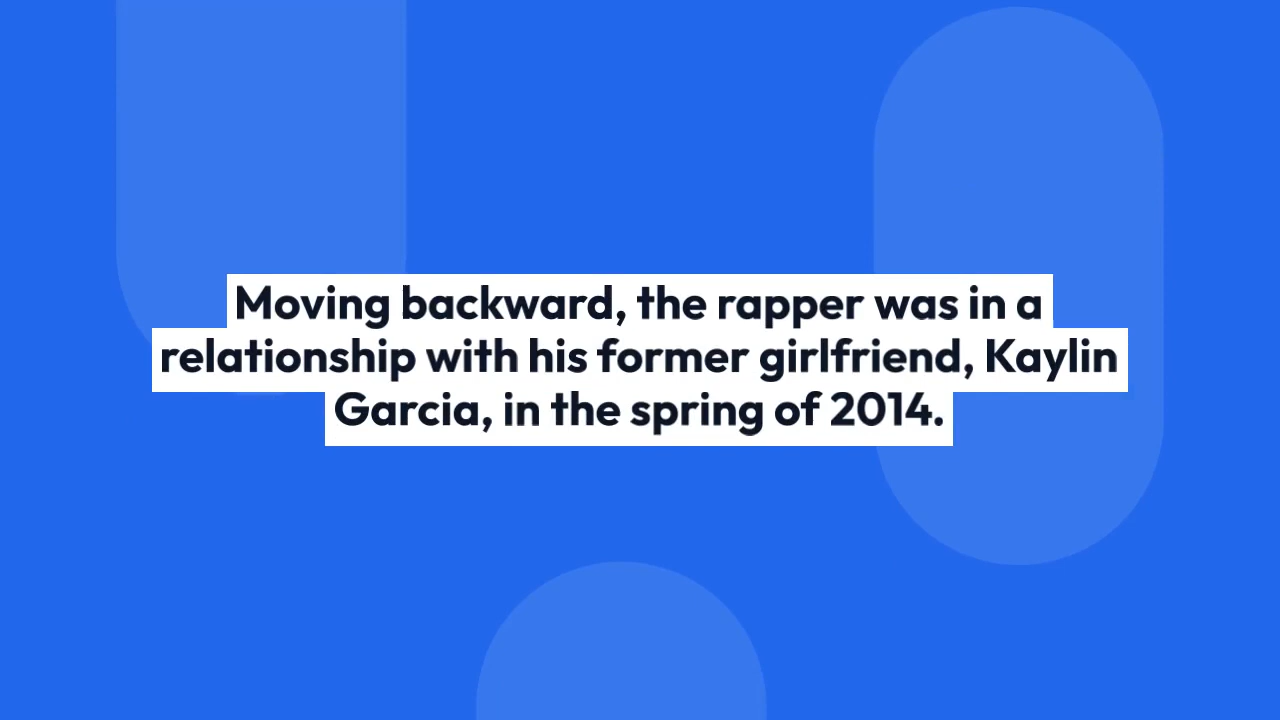 Moving backward, the rapper was in a
relationship with his former girlfriend, Kaylin
Garcia, in the spring of 2014.